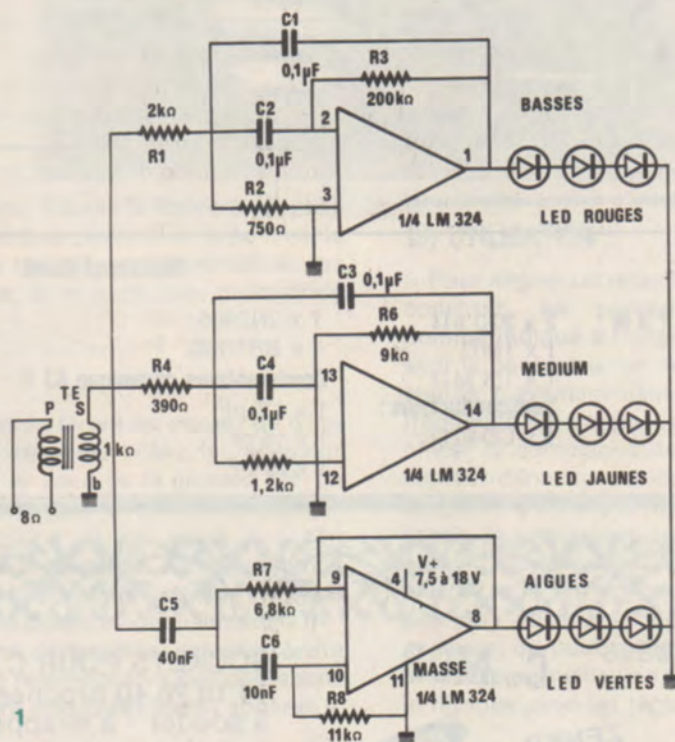 C1
0,1µF
R3
200kΩ
2kΩ
R1
C2
0,1µF
2
3
1
R2
750Ω
1/4 LM 324
BASSES
LED ROUGES
C3
0,1µF
R6
9kΩ
R4
390Ω
C4
0,1µF
13
12
14
1,2kΩ
1/4 LM 324
MEDIUM
LED JAUNES
TE
P
S
1kΩ
b
8Ω
R7
6,8kΩ
9
V+
4
7,5 à 18 V
8
C5
10nF
C6
10nF
10
11
MASSE
R8
11kΩ
1/4 LM 324
AIGUES
LED VERTES
1